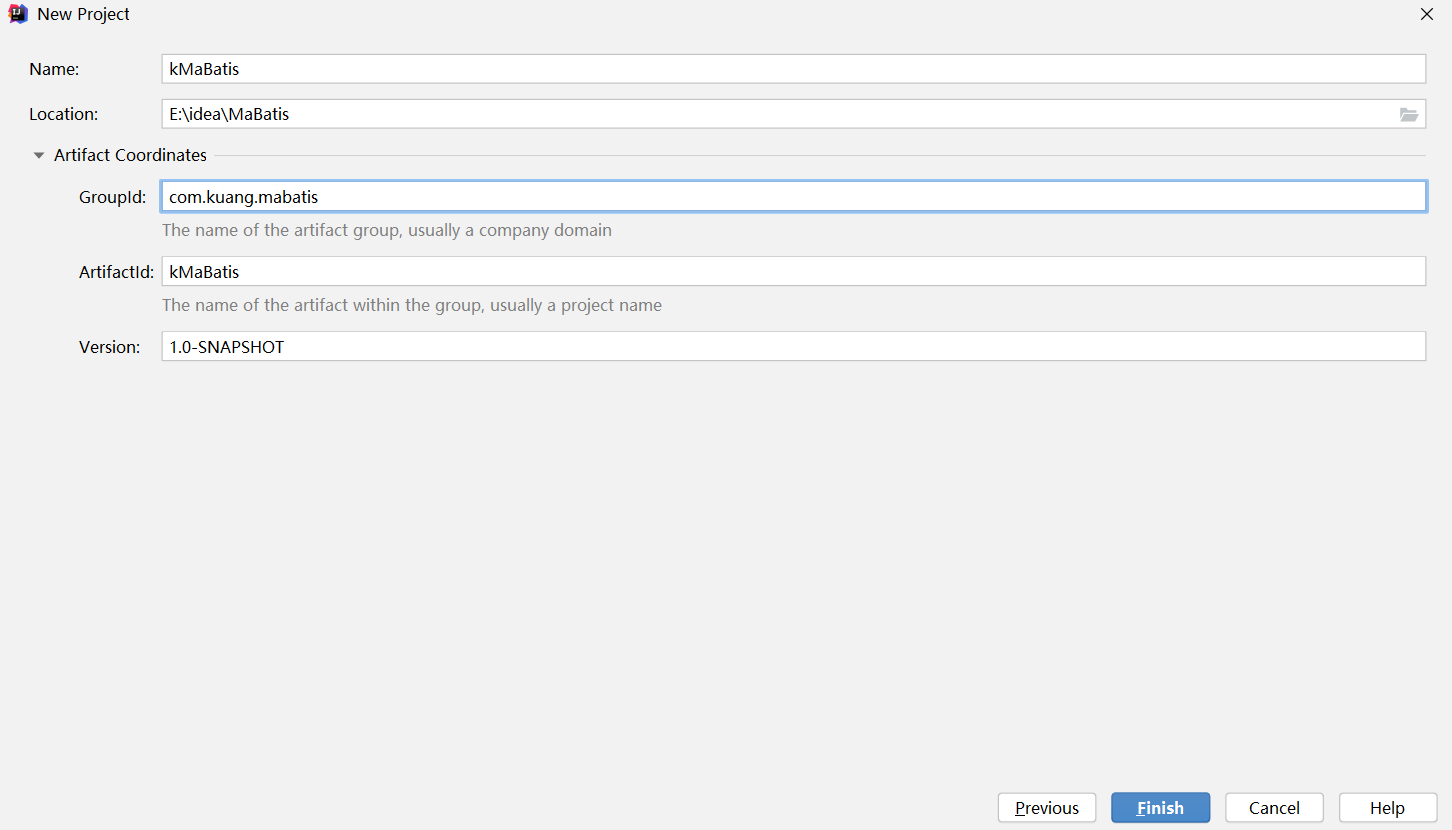 New Project
Name: kMaBatis
Location: E:\idea\MaBatis
Artifact Coordinates
GroupId: com.kuang.mabatis
The name of the artifact group, usually a company domain
ArtifactId: kMaBatis
The name of the artifact within the group, usually a project name
Version: 1.0-SNAPSHOT
Previous Finish Cancel Help